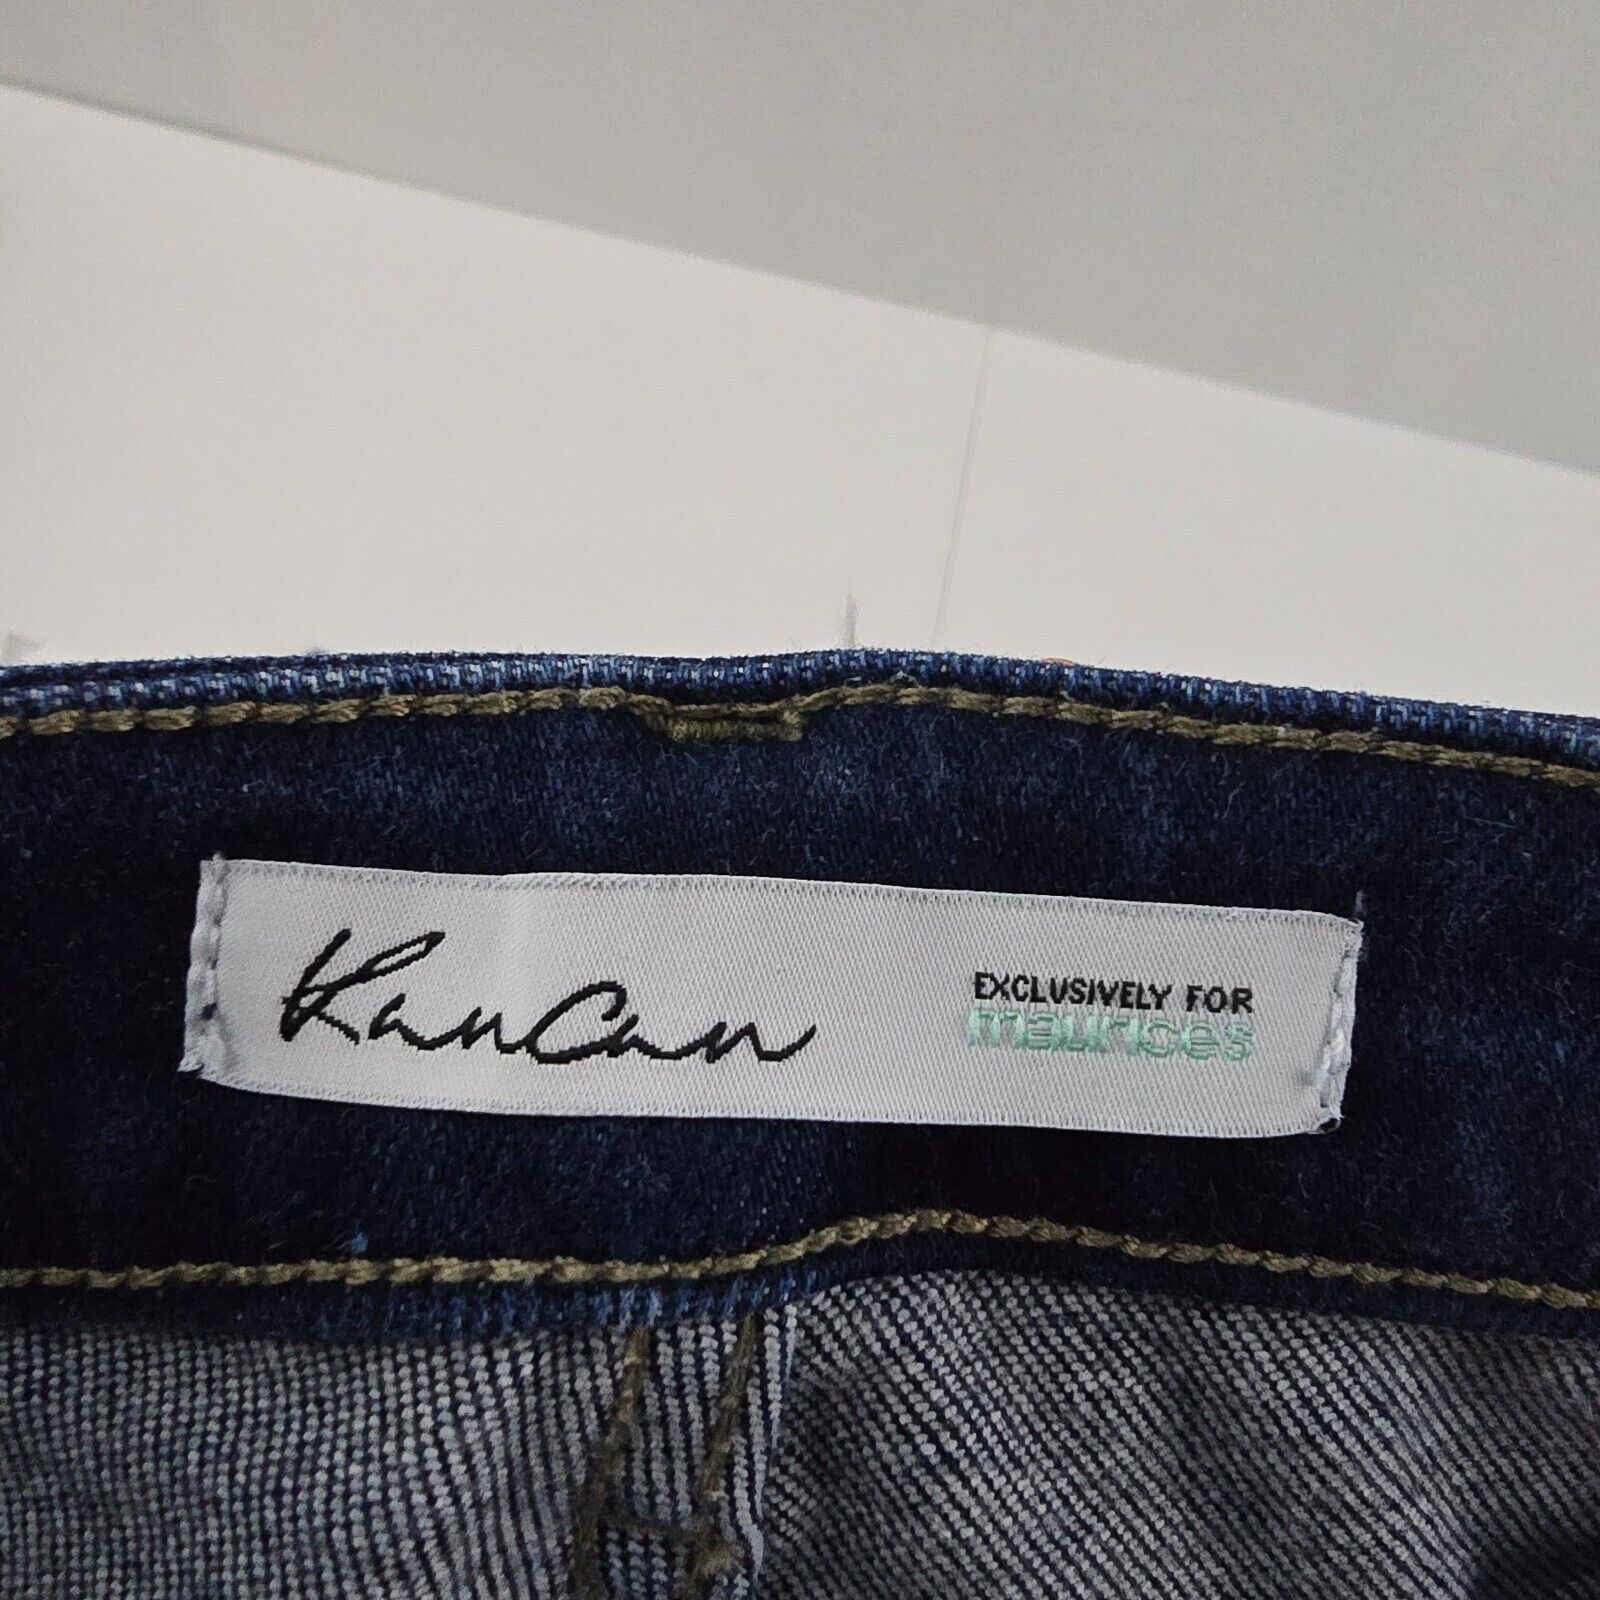 KanCan
EXCLUSIVELY FOR
maurices